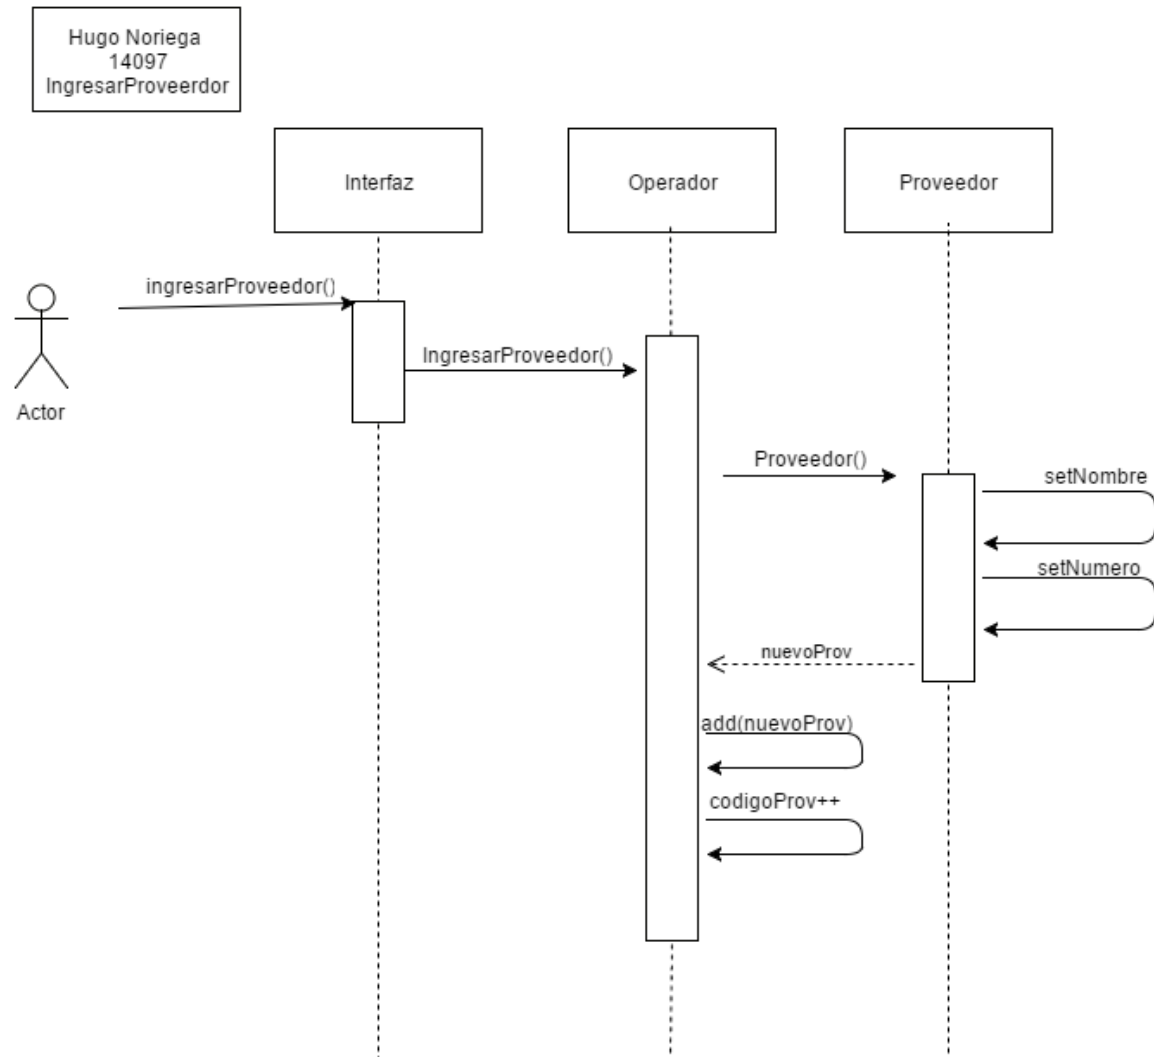 Hugo Noriega
14097
IngresarProveerdor
Interfaz
Operador
Proveedor
ingresarProveedor()
Actor
IngresarProveedor()
Proveedor()
setNombre
setNumero
nuevoProv
add(nuevoProv)
codigoProv++